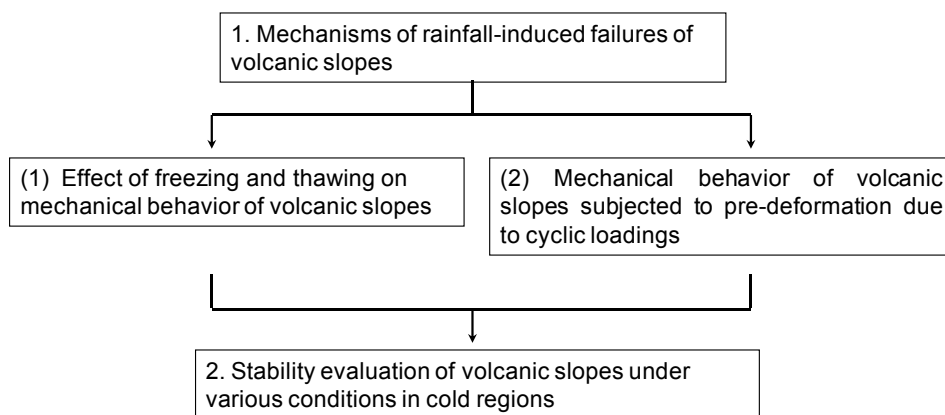 1. Mechanisms of rainfall-induced failures of
volcanic slopes
(1) Effect of freezing and thawing on
mechanical behavior of volcanic slopes
(2) Mechanical behavior of volcanic
slopes subjected to pre-deformation due
to cyclic loadings
2. Stability evaluation of volcanic slopes under
various conditions in cold regions